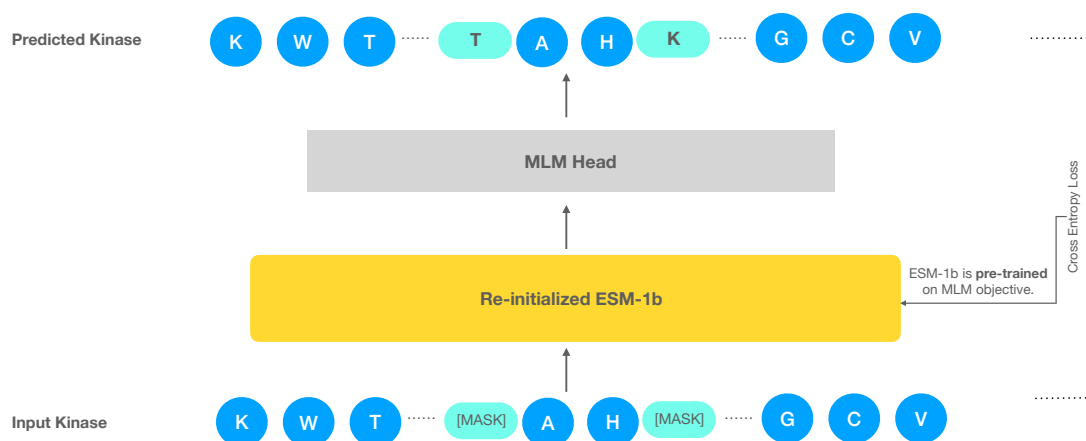 Predicted Kinase K W T ...... T A H K ...... G C V ............
MLM Head
Cross Entropy Loss
ESM-1b is pre-trained
on MLM objective.
Re-initialized ESM-1b
Input Kinase K W T ...... [MASK] A H [MASK] ...... G C V ............